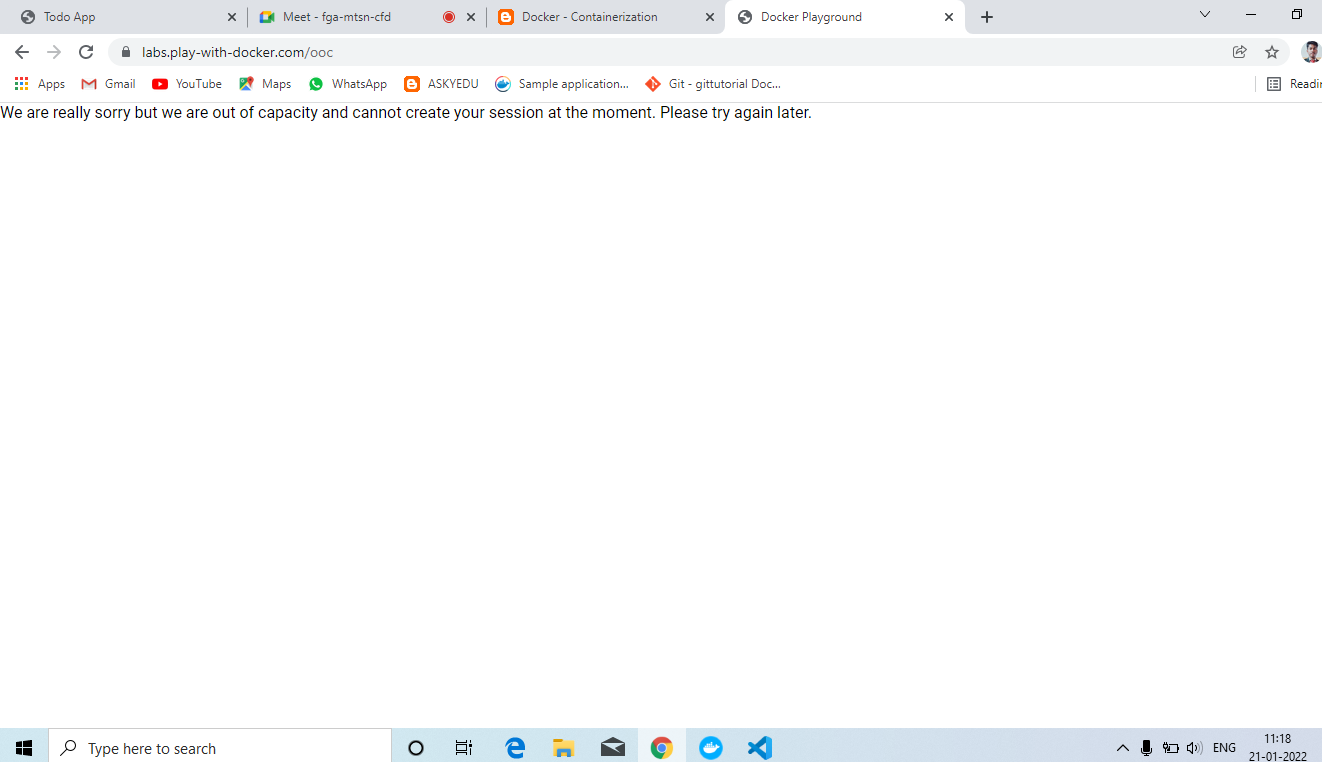 Todo App
Meet - fga-mtsn-cfd
Docker - Containerization
Docker Playground
labs.play-with-docker.com/ooc
Apps
Gmail
YouTube
Maps
WhatsApp
ASKYEDU
Sample application...
Git - gittutorial Doc...
Readin
We are really sorry but we are out of capacity and cannot create your session at the moment. Please try again later.
Type here to search
ENG
11:18
21-01-2022